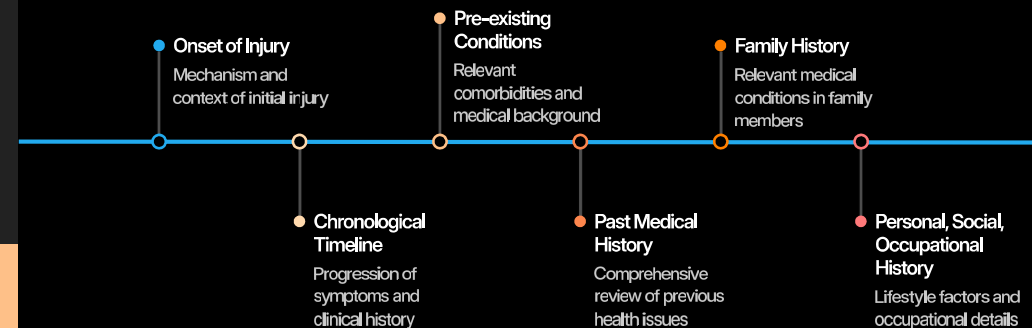 Onset of Injury
Mechanism and
context of initial injury
Chronological
Timeline
Progression of
symptoms and
clinical history
Pre-existing
Conditions
Relevant
comorbidities and
medical background
Past Medical
History
Comprehensive
review of previous
health issues
Family History
Relevant medical
conditions in family
members
Personal, Social,
Occupational
History
Lifestyle factors and
occupational details